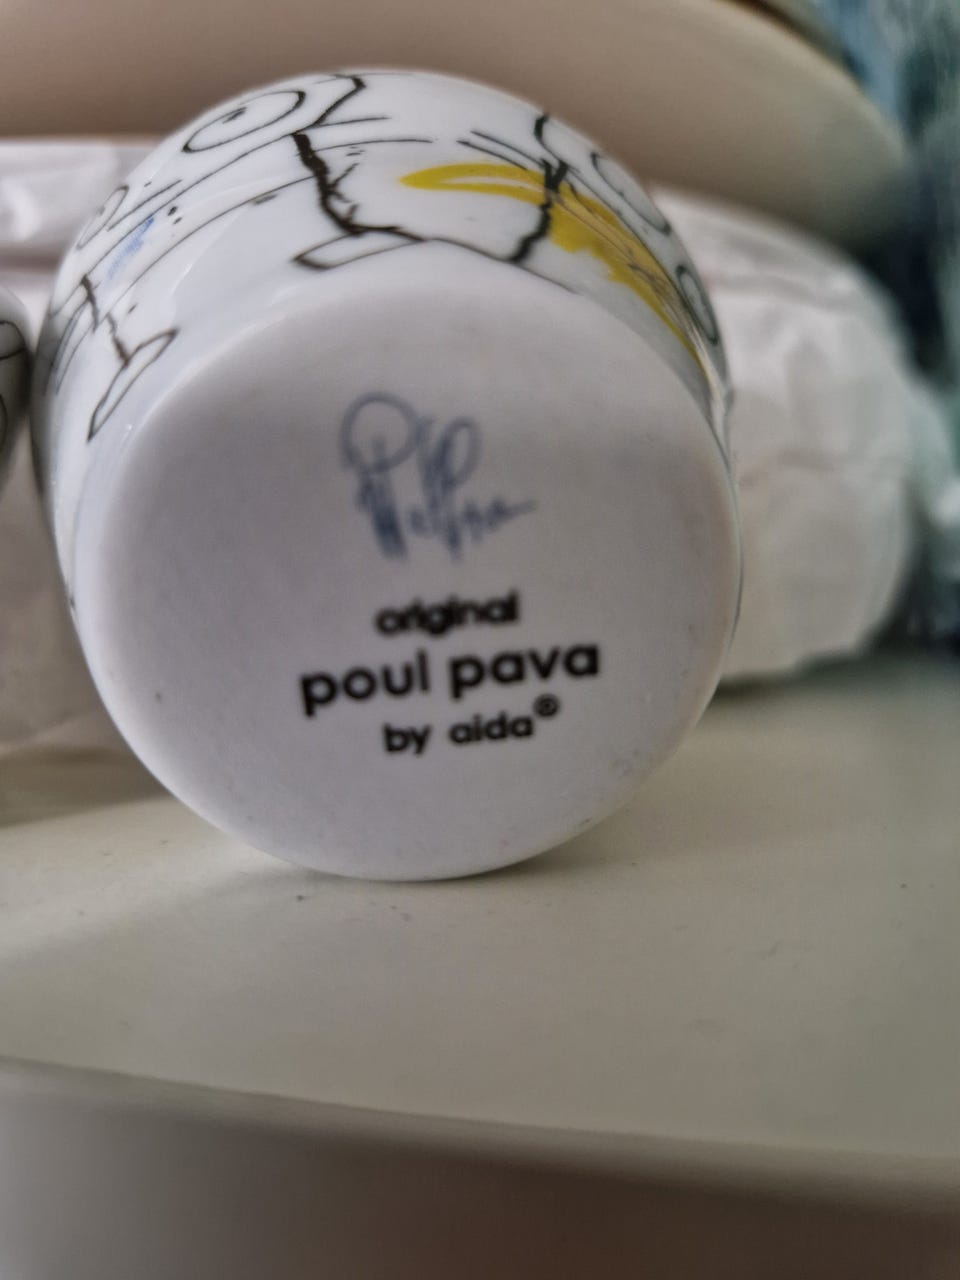 original
poul pava
by aida®